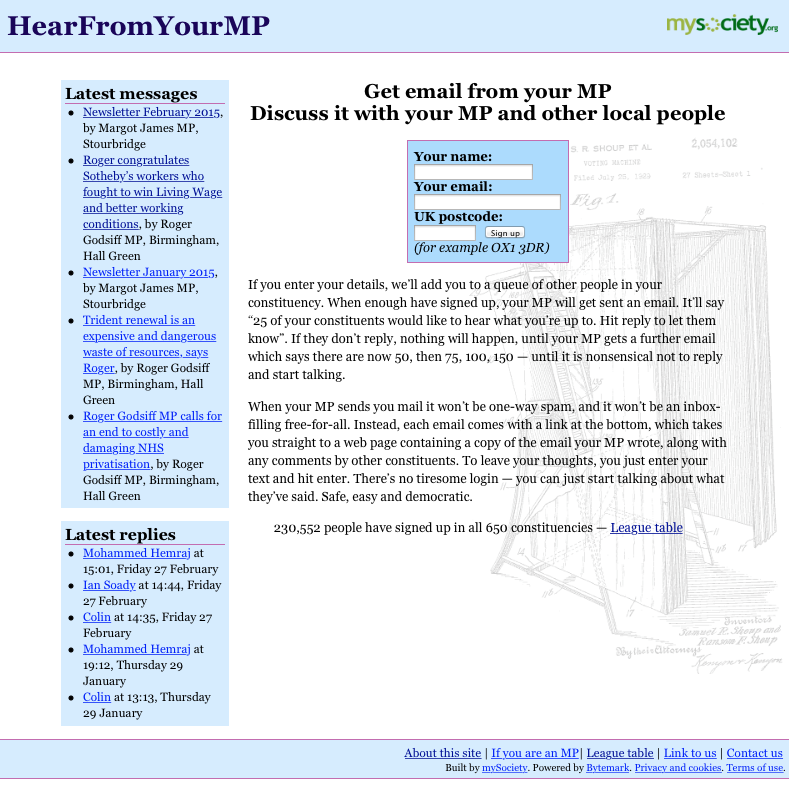 HearFromYourMP
mysociety.org
Latest messages
Newsletter February 2015,
by Margot James MP,
Stourbridge
Roger congratulates
Sotheby's workers who
fought to win Living Wage
and better working
conditions, by Roger
Godsiff MP, Birmingham,
Hall Green
Newsletter January 2015,
by Margot James MP,
Stourbridge
Trident renewal is an
expensive and dangerous
waste of resources, says
Roger, by Roger Godsiff
MP, Birmingham, Hall
Green
Roger Godsiff MP calls for
an end to costly and
damaging NHS
privatisation, by Roger
Godsiff MP, Birmingham,
Hall Green
Latest replies
Mohammed Hemraj at
15:01, Friday 27 February
Ian Soady at 14:44, Friday
27 February
Colin at 14:35, Friday 27
February
Mohammed Hemraj at
19:12, Thursday 29
January
Colin at 13:13, Thursday
29 January
Get email from your MP
Discuss it with your MP and other local people
Your name:
Your email:
UK postcode:
Sign up
(for example OX1 3DR)
S. R. SHOUP ET AL
2,054,102
VOTING MACHINE
Filed July
27 Sheets-Sheet 1
Fig. 1.
If you enter your details, we'll add you to a queue of other people in your
constituency. When enough have signed up, your MP will get sent an email. It'll say
“25 of your constituents would like to hear what you're up to. Hit reply to let them
know”. If they don't reply, nothing will happen, until your MP gets a further email
which says there are now 50, then 75, 100, 150 — until it is nonsensical not to reply
and start talking.
When your MP sends you mail it won't be one-way spam, and it won't be an inbox-
filling free-for-all. Instead, each email comes with a link at the bottom, which takes
you straight to a web page containing a copy of the email your MP wrote, along with
any comments by other constituents. To leave your thoughts, you just enter your
text and hit enter. There's no tiresome login — you can just start talking about what
they've said. Safe, easy and democratic.
230,552 people have signed up in all 650 constituencies — League table
Inventors
Samuel R. Shoup and
Ransom F. Shoup
By their Attorneys
About this site | If you are an MP| League table | Link to us | Contact us
Built by mySociety. Powered by Bytemark. Privacy and cookies. Terms of use.